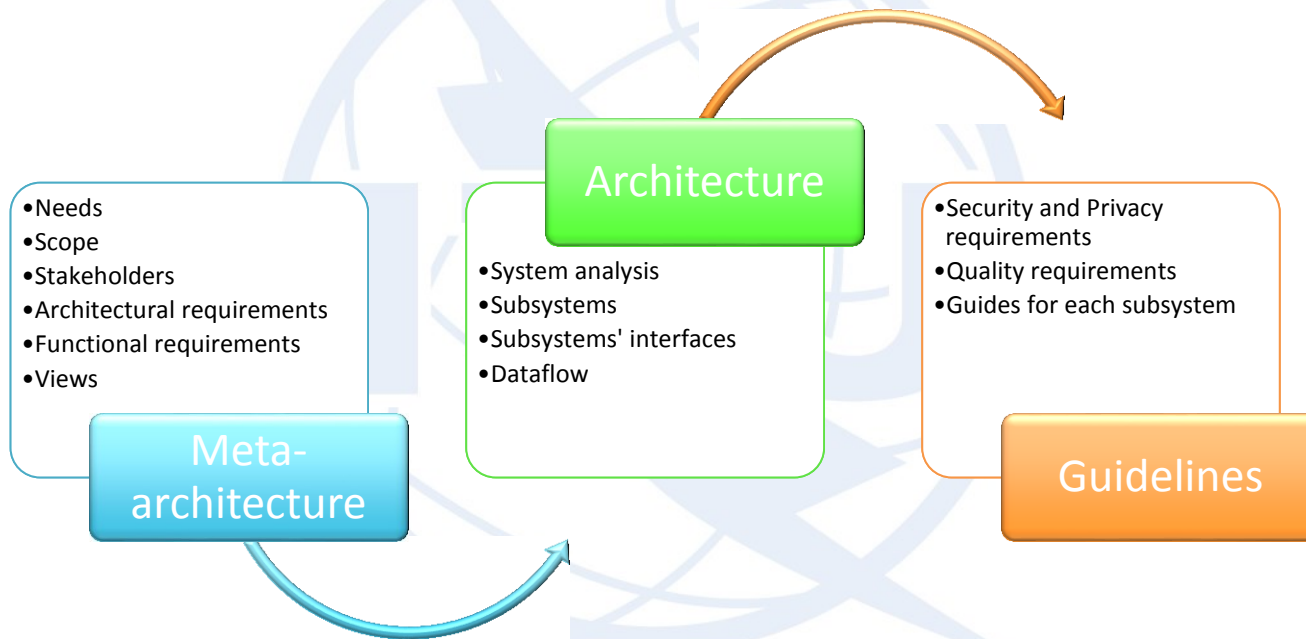 •Needs
•Scope
•Stakeholders
•Architectural requirements
•Functional requirements
•Views
Meta-
architecture
Architecture
•System analysis
•Subsystems
•Subsystems' interfaces
•Dataflow
•Security and Privacy
requirements
•Quality requirements
•Guides for each subsystem
Guidelines